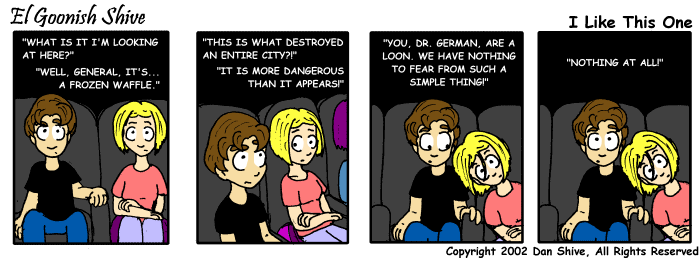 El Goonish Shive
I Like This One
"WHAT IS IT I'M LOOKING
AT HERE?"
"WELL, GENERAL, IT'S...
A FROZEN WAFFLE."
"THIS IS WHAT DESTROYED
AN ENTIRE CITY?!"
"IT IS MORE DANGEROUS
THAN IT APPEARS!"
"YOU, DR. GERMAN, ARE A
LOON. WE HAVE NOTHING
TO FEAR FROM SUCH A
SIMPLE THING!"
"NOTHING AT ALL!"
Copyright 2002 Dan Shive, All Rights Reserved